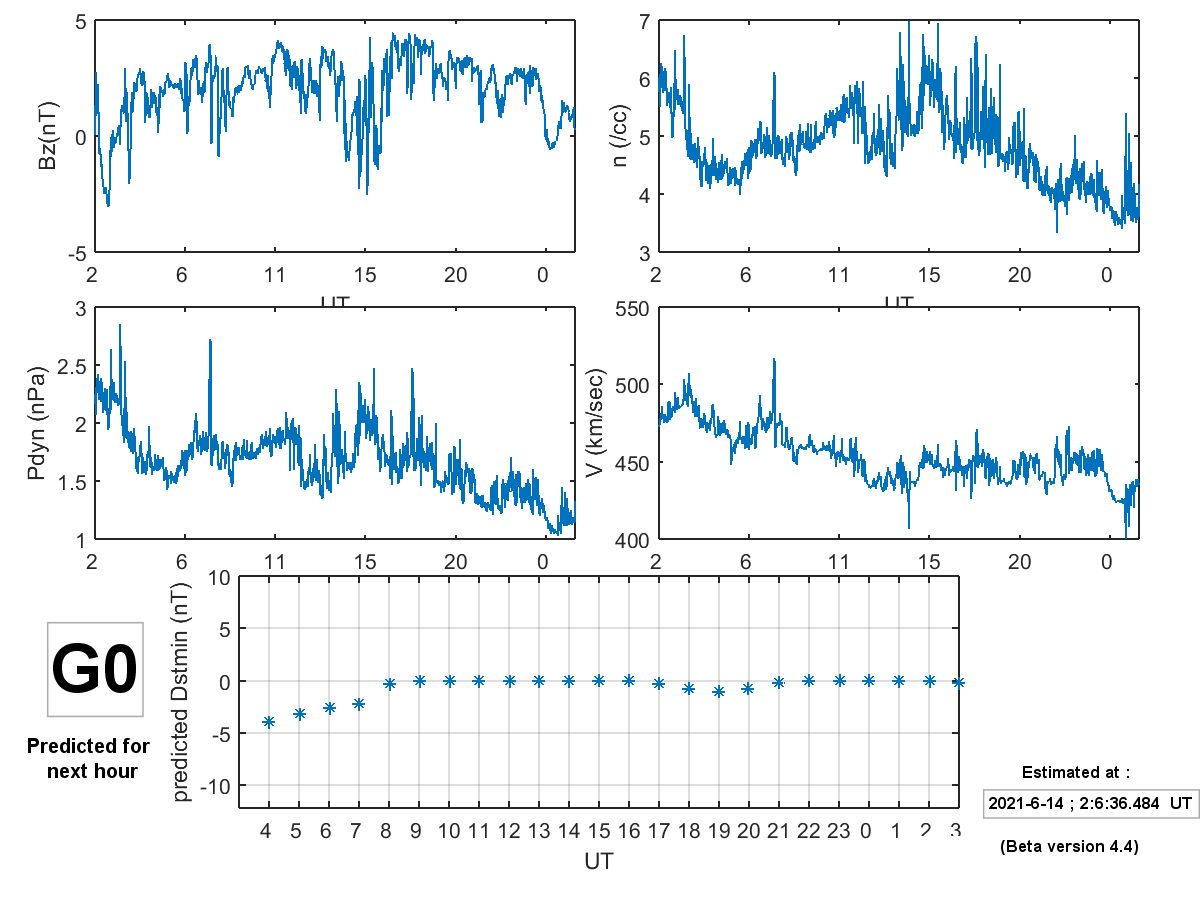 5
0
-5
Bz(nT)
2 6 11 15 20 0
UT
7
6
5
4
3
n (/cc)
2 6 11 15 20 0
UT
3
2.5
2
1.5
1
Pdyn (nPa)
2 6 11 15 20 0
550
500
450
400
V (km/sec)
2 6 11 15 20 0
G0
Predicted for
next hour
10
5
0
-5
-10
predicted Dstmin (nT)
4 5 6 7 8 9 10 11 12 13 14 15 16 17 18 19 20 21 22 23 0 1 2 3
UT
Estimated at :
2021-6-14 ; 2:6:36.484 UT
(Beta version 4.4)